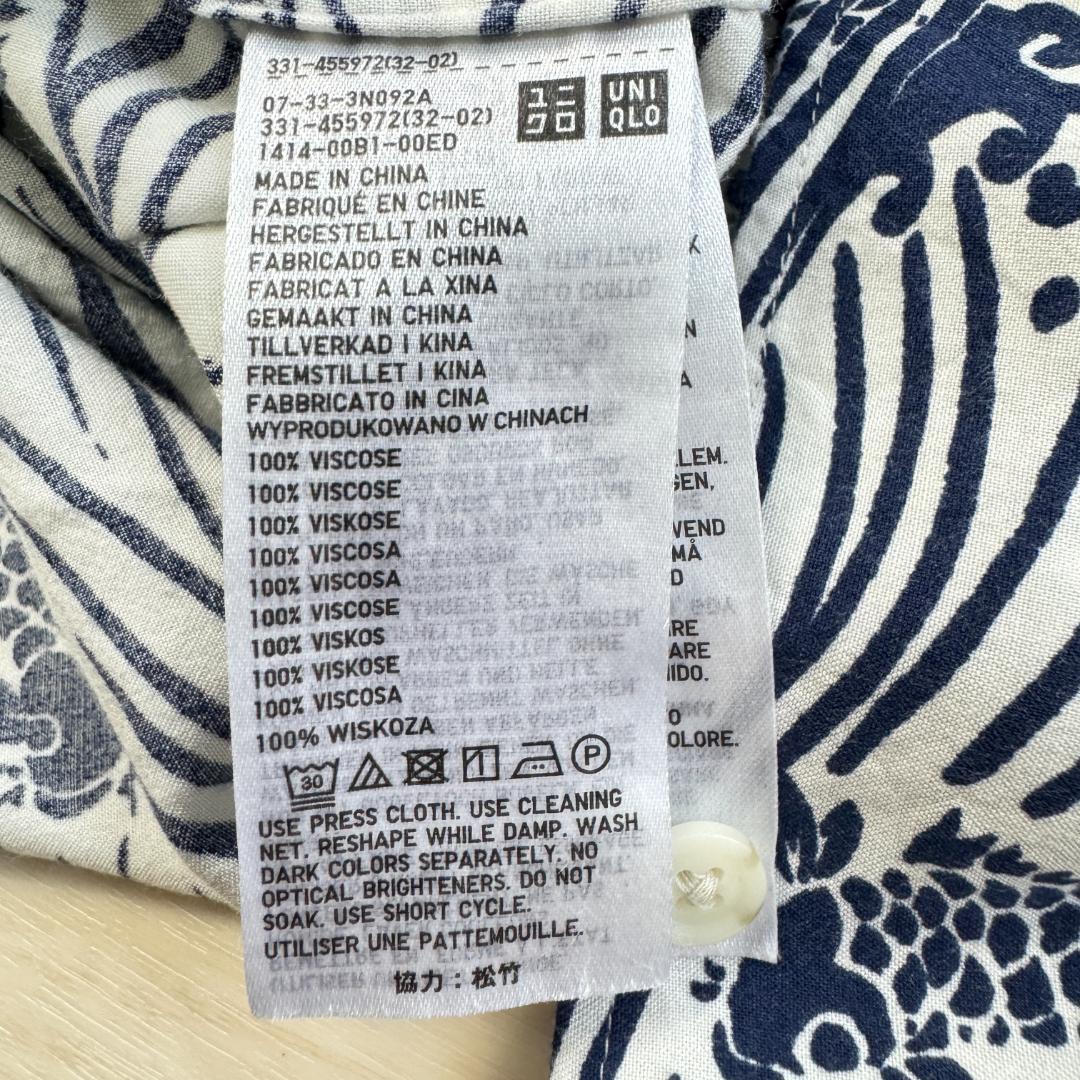 331-455972(32-02)
07-33-3N092A
331-455972(32-02)
1414-00B1-00ED
ユニ
クロ
UNI
QLO
MADE IN CHINA
FABRIQUÉ EN CHINE
HERGESTELLT IN CHINA
FABRICADO EN CHINA
FABRICAT A LA XINA
GEMAAKT IN CHINA
TILLVERKAD I KINA
FREMSTILLET I KINA
FABBRICATO IN CINA
WYPRODUKOWANO W CHINACH
100% VISCOSE
100% VISCOSE
100% VISKOSE
100% VISCOSA
100% VISCOSA
100% VISCOSE
100% VISKOS
100% VISKOSE
100% VISCOSA
100% WISKOZA
30
P
USE PRESS CLOTH. USE CLEANING
NET. RESHAPE WHILE DAMP. WASH
DARK COLORS SEPARATELY. NO
OPTICAL BRIGHTENERS. DO NOT
SOAK. USE SHORT CYCLE.
UTILISER UNE PATTEMOUILLE.
協力：松竹